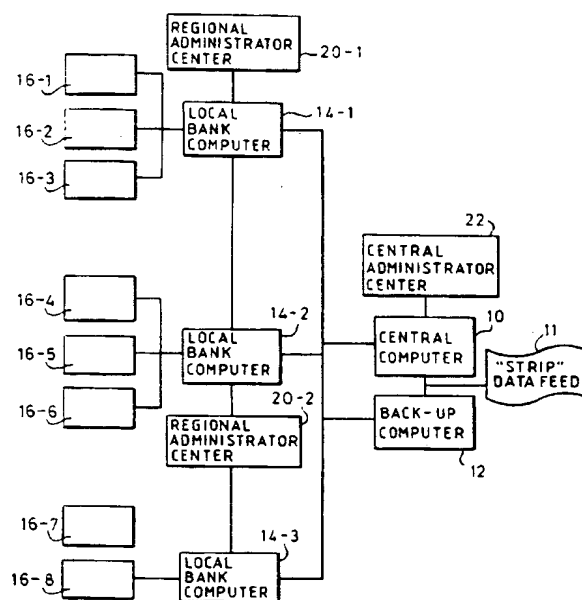 REGIONAL
ADMINISTRATOR
CENTER
20-1
16-1
16-2
16-3
LOCAL
BANK
COMPUTER
14-1
22
CENTRAL
ADMINISTRATOR
CENTER
16-4
16-5
16-6
LOCAL
BANK
COMPUTER
14-2
10
CENTRAL
COMPUTER
11
"STRIP"
DATA FEED
20-2
REGIONAL
ADMINISTRATOR
CENTER
BACK-UP
COMPUTER
12
16-7
16-8
14-3
LOCAL
BANK
COMPUTER